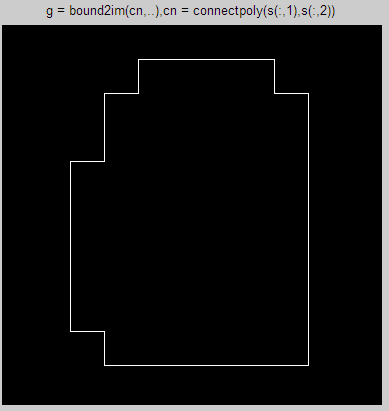 g = bound2im(cn,..),cn = connectpoly(s(:,1),s(:,2))